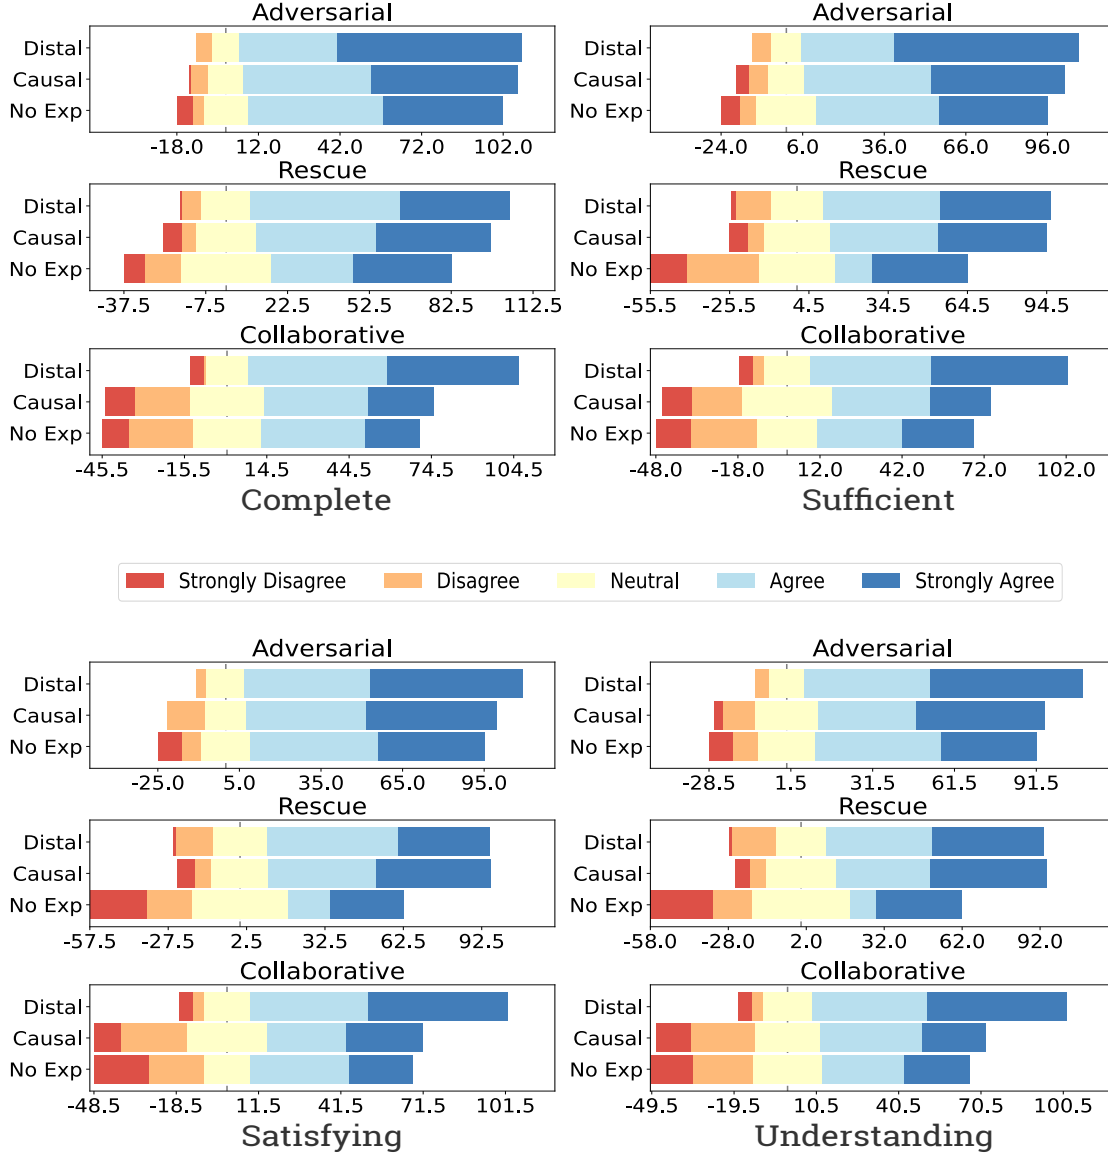 Adversarial Adversarial
Distal Distal
Causal Causal
No Exp No Exp
-18.0 12.0 42.0 72.0 102.0 -24.0 6.0 36.0 66.0 96.0
Rescue Rescue
Distal Distal
Causal Causal
No Exp No Exp
-37.5 -7.5 22.5 52.5 82.5 112.5 -55.5 -25.5 4.5 34.5 64.5 94.5
Collaborative Collaborative
Distal Distal
Causal Causal
No Exp No Exp
-45.5 -15.5 14.5 44.5 74.5 104.5 -48.0 -18.0 12.0 42.0 72.0 102.0
Complete Sufficient
Strongly Disagree Disagree Neutral Agree Strongly Agree
Adversarial Adversarial
Distal Distal
Causal Causal
No Exp No Exp
-25.0 5.0 35.0 65.0 95.0 -28.5 1.5 31.5 61.5 91.5
Rescue Rescue
Distal Distal
Causal Causal
No Exp No Exp
-57.5 -27.5 2.5 32.5 62.5 92.5 -58.0 -28.0 2.0 32.0 62.0 92.0
Collaborative Collaborative
Distal Distal
Causal Causal
No Exp No Exp
-48.5 -18.5 11.5 41.5 71.5 101.5 -49.5 -19.5 10.5 40.5 70.5 100.5
Satisfying Understanding